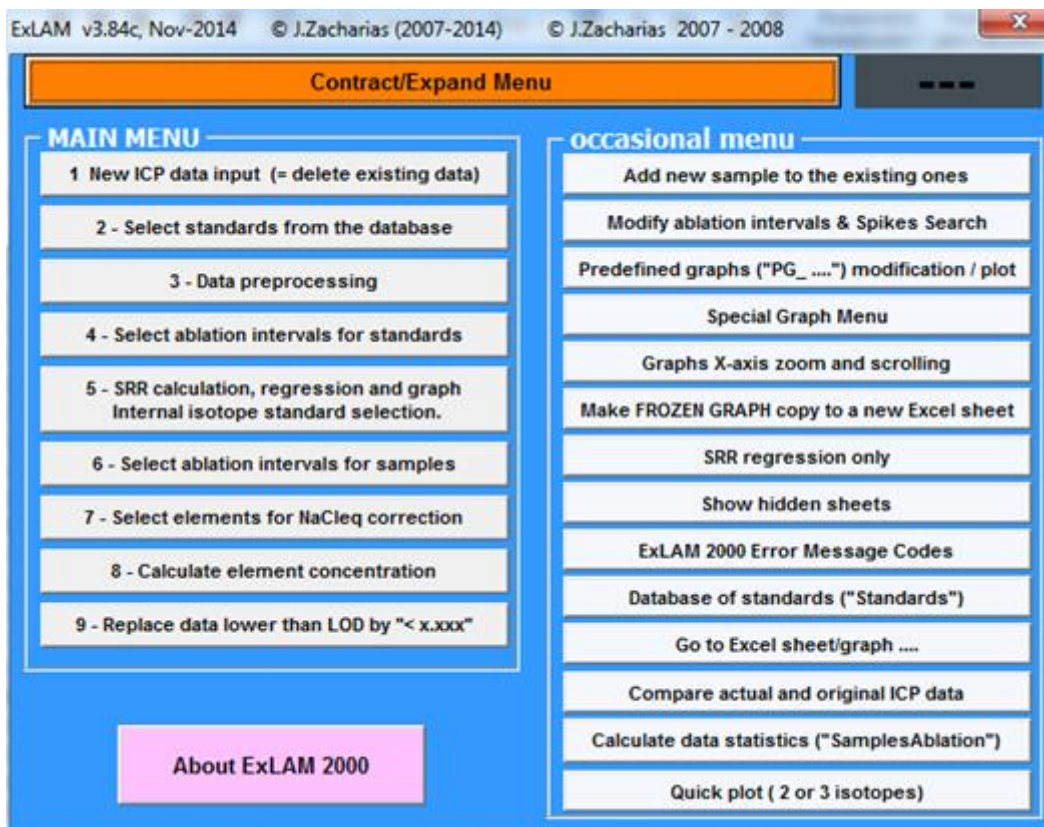 ExLAM v3.84c, Nov-2014 © J.Zacharias (2007-2014) © J.Zacharias 2007 - 2008
X
Contract/Expand Menu
---
MAIN MENU
1 New ICP data input (= delete existing data)
2 - Select standards from the database
3 - Data preprocessing
4 - Select ablation intervals for standards
5 - SRR calculation, regression and graph
Internal isotope standard selection.
6 - Select ablation intervals for samples
7 - Select elements for NaCleq correction
8 - Calculate element concentration
9 - Replace data lower than LOD by "< x.xxx"
About ExLAM 2000
occasional menu
Add new sample to the existing ones
Modify ablation intervals & Spikes Search
Predefined graphs ("PG_ ....") modification / plot
Special Graph Menu
Graphs X-axis zoom and scrolling
Make FROZEN GRAPH copy to a new Excel sheet
SRR regression only
Show hidden sheets
ExLAM 2000 Error Message Codes
Database of standards ("Standards")
Go to Excel sheet/graph ....
Compare actual and original ICP data
Calculate data statistics ("SamplesAblation")
Quick plot ( 2 or 3 isotopes)